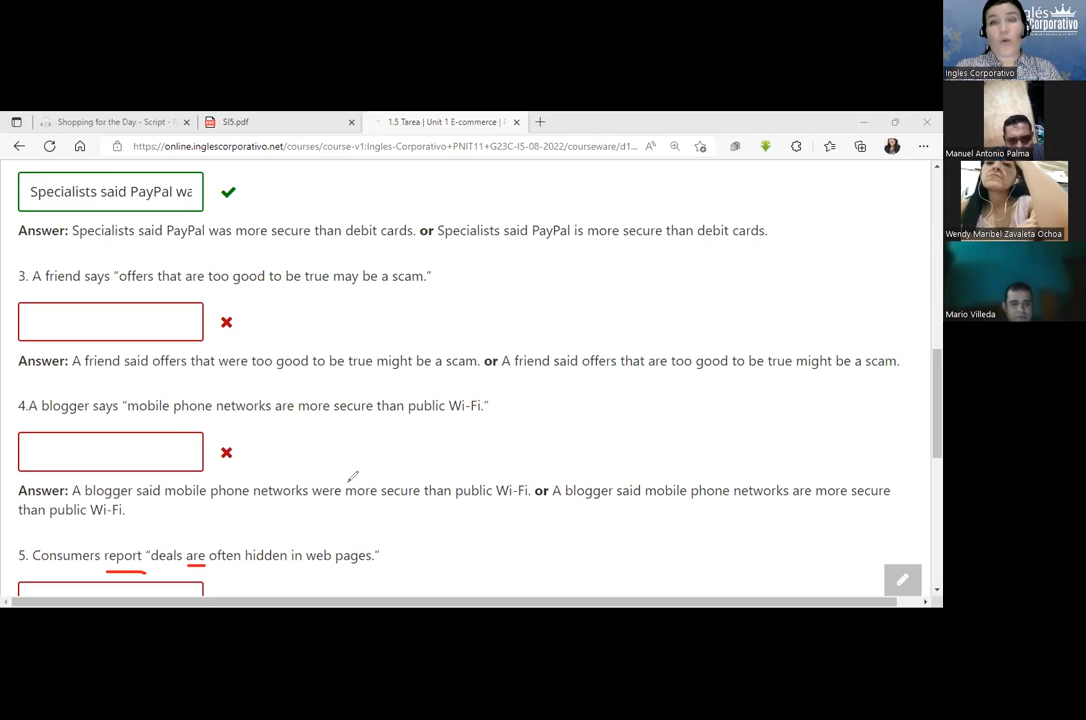 Shopping for the Day - Script -
SI5.pdf
1.5 Tarea | Unit 1 E-commerce |
https://online.inglescorporativo.net/courses/course-v1:Ingles-Corporativo+PNIT11+G23C-I5-08-2022/courseware/d1...
Specialists said PayPal wa
Answer: Specialists said PayPal was more secure than debit cards. or Specialists said PayPal is more secure than debit cards.
3. A friend says “offers that are too good to be true may be a scam.”
Answer: A friend said offers that were too good to be true might be a scam. or A friend said offers that are too good to be true might be a scam.
4.A blogger says “mobile phone networks are more secure than public Wi-Fi.”
Answer: A blogger said mobile phone networks were more secure than public Wi-Fi. or A blogger said mobile phone networks are more secure
than public Wi-Fi.
5. Consumers report “deals are often hidden in web pages.”
glés
Corporativo
Ingles Corporativo
Manuel Antonio Palma
Wendy Maribel Zavaleta Ochoa
Mario Villeda